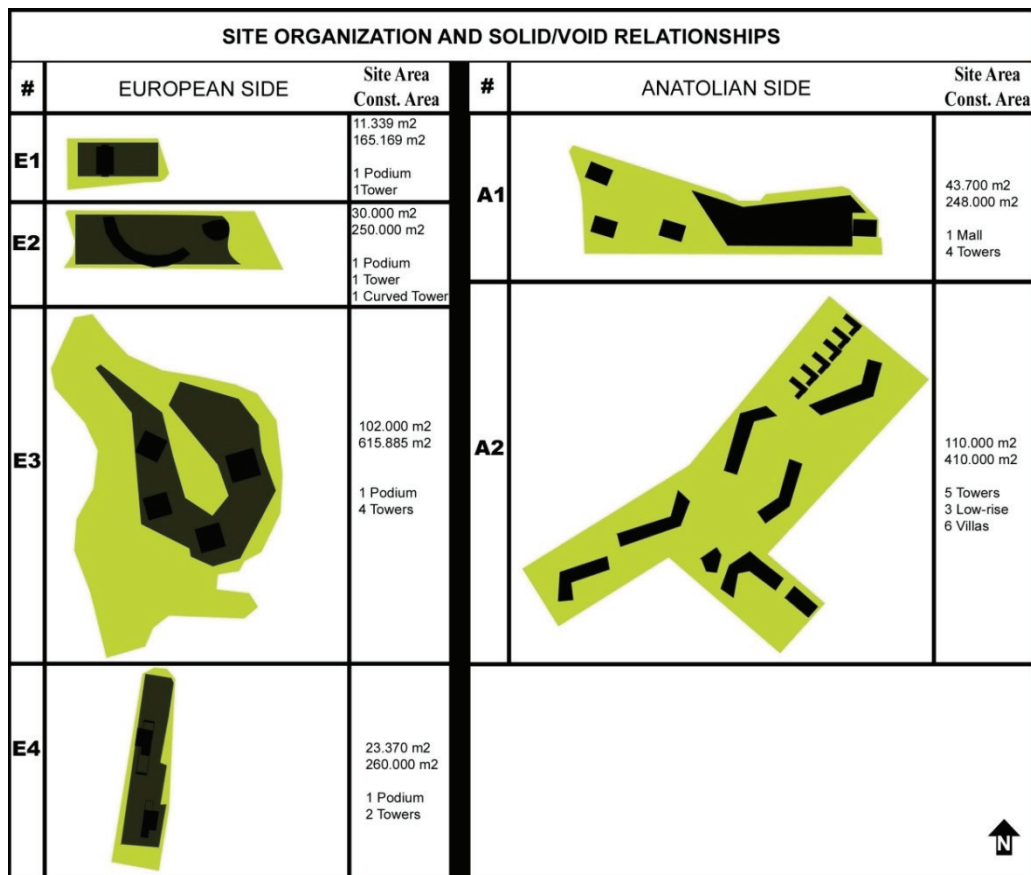 SITE ORGANIZATION AND SOLID/VOID RELATIONSHIPS
#
EUROPEAN SIDE
Site Area
Const. Area
E1
11.339 m2
165.169 m2
1 Podium
1Tower
E2
30.000 m2
250.000 m2
1 Podium
1 Tower
1 Curved Tower
E3
102.000 m2
615.885 m2
1 Podium
4 Towers
E4
23.370 m2
260.000 m2
1 Podium
2 Towers
#
ANATOLIAN SIDE
Site Area
Const. Area
A1
43.700 m2
248.000 m2
1 Mall
4 Towers
A2
110.000 m2
410.000 m2
5 Towers
3 Low-rise
6 Villas
N